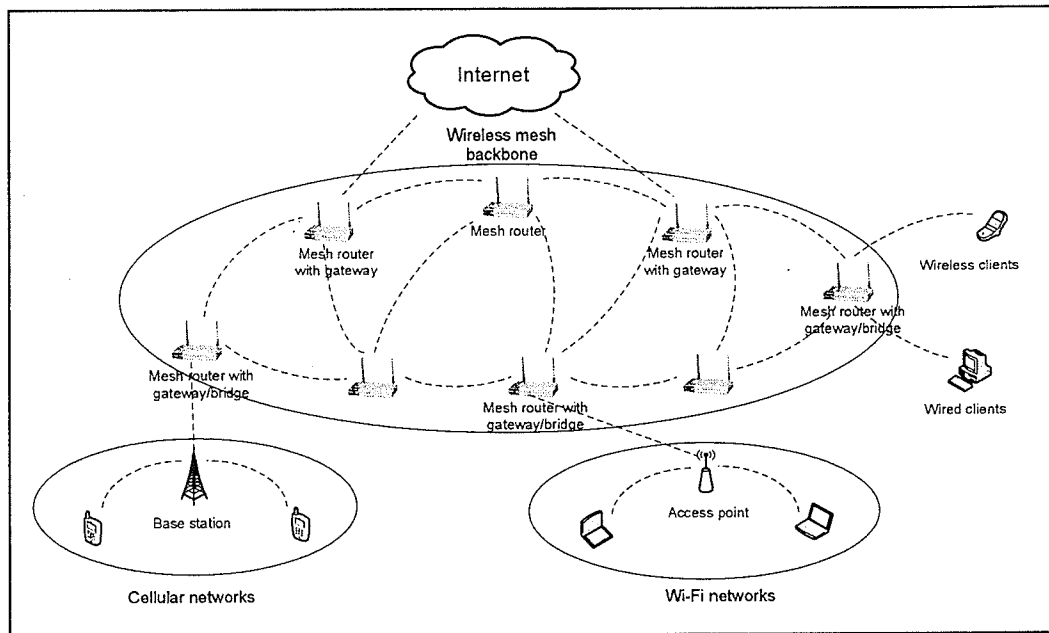 Internet
Wireless mesh
backbone
Mesh router
Mesh router
with gateway
Mesh router
with gateway
Wireless clients
Mesh router with
gateway/bridge
Mesh router with
gateway/bridge
Mesh router with
gateway/bridge
Wired clients
Base station
Access point
Cellular networks
Wi-Fi networks